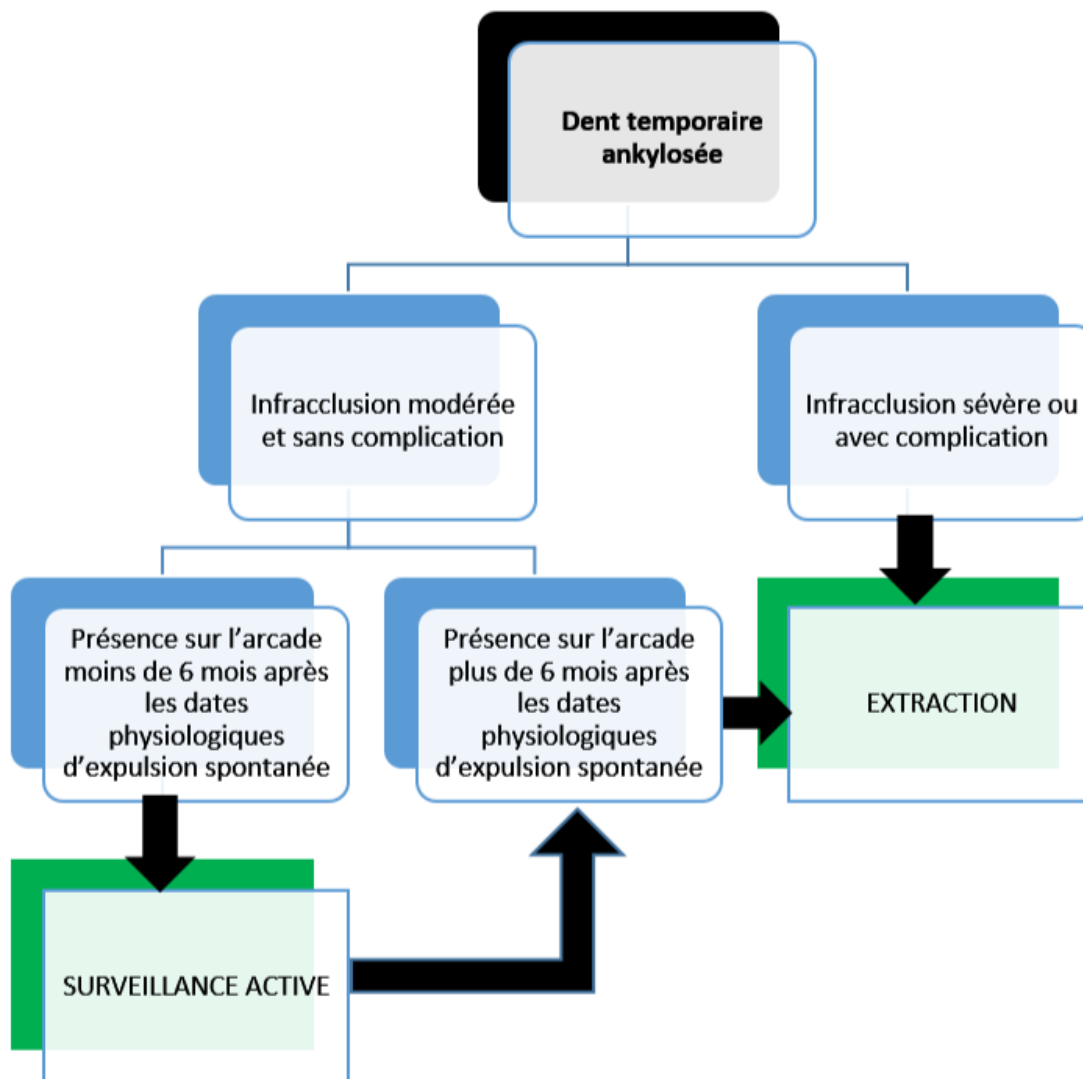 Dent temporaire
ankylosée
Infracclusion modérée
et sans complication
Infracclusion sévère ou
avec complication
Présence sur l'arcade
moins de 6 mois après
les dates
physiologiques
d'expulsion spontanée
Présence sur l'arcade
plus de 6 mois après
les dates
physiologiques
d'expulsion spontanée
EXTRACTION
SURVEILLANCE ACTIVE